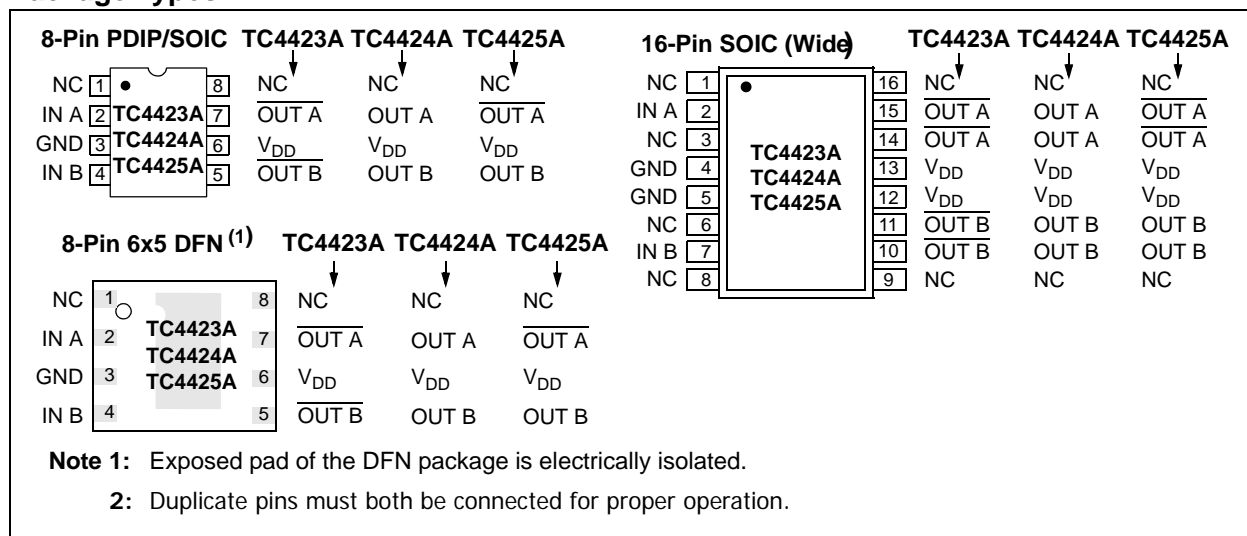 8-Pin PDIP/SOIC TC4423A TC4424A TC4425A
NC 1 8 NC NC NC
IN A 2 TC4423A 7 OUT A OUT A OUT A
GND 3 TC4424A 6 VDD VDD VDD
IN B 4 TC4425A 5 OUT B OUT B OUT B
8-Pin 6x5 DFN (1) TC4423A TC4424A TC4425A
NC 1 8 NC NC NC
IN A 2 TC4423A 7 OUT A OUT A OUT A
TC4424A
GND 3 TC4425A 6 VDD VDD VDD
IN B 4 5 OUT B OUT B OUT B
16-Pin SOIC (Wide) TC4423A TC4424A TC4425A
NC 1 16 NC NC NC
IN A 2 15 OUT A OUT A OUT A
NC 3 14 OUT A OUT A OUT A
TC4423A
GND 4 13 VDD VDD VDD
TC4424A
GND 5 12 VDD VDD VDD
TC4425A
NC 6 11 OUT B OUT B OUT B
IN B 7 10 OUT B OUT B OUT B
NC 8 9 NC NC NC
Note 1: Exposed pad of the DFN package is electrically isolated.
2: Duplicate pins must both be connected for proper operation.